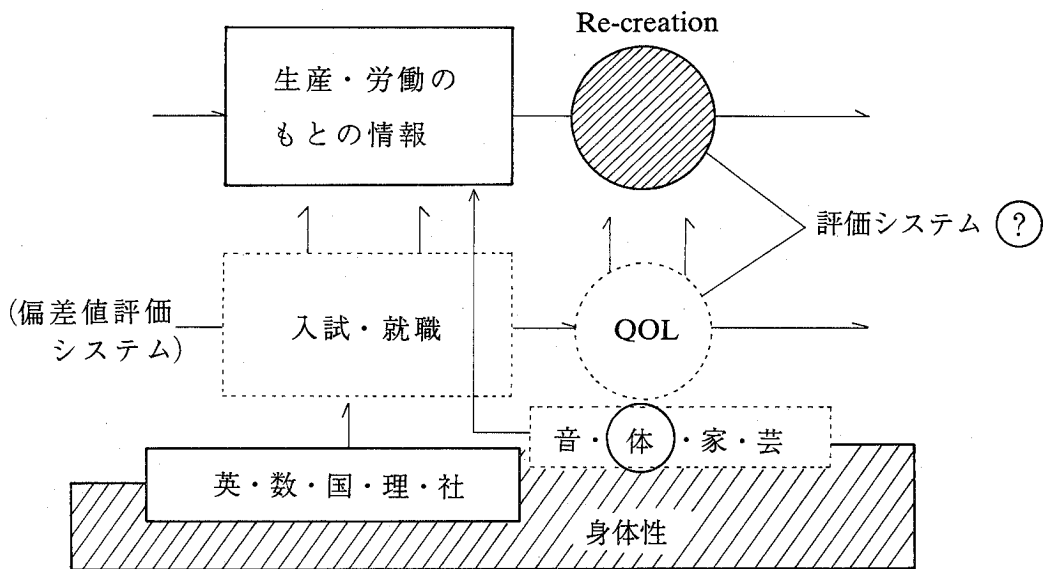 Re-creation
生産・労働の
もとの情報
評価システム ?
(偏差値評価
システム)
入試・就職
QOL
音・体・家・芸
英・数・国・理・社
身体性